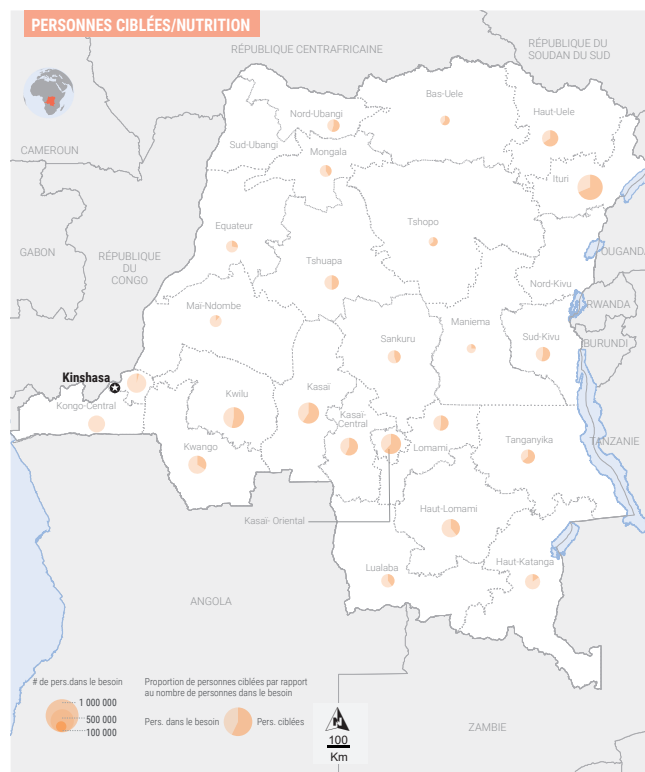 PERSONNES CIBLÉES/NUTRITION
RÉPUBLIQUE CENTRAFRICAINE
RÉPUBLIQUE DU
SOUDAN DU SUD
Bas-Uele
Nord-Ubangi
Haut-Uele
Sud-Ubangi
CAMEROUN
Mongala
Ituri
Equateur
Tshopo
GABON
RÉPUBLIQUE
DU
CONGO
OUGANDA
Tshuapa
Nord-Kivu
Maï-Ndombe
RWANDA
Maniema
Sankuru
Sud-Kivu
BURUNDI
Kinshasa
Kasaï
Kwilu
Kongo-Central
Kasaï-
Central
Lomami
Tanganyika
TANZANIE
Kwango
Haut-Lomami
Kasaï- Oriental
Lualaba
Haut-Katanga
ANGOLA
# de pers.dans le besoin
1 000 000
500 000
100 000
Proportion de personnes ciblées par rapport
au nombre de personnes dans le besoin
Pers. dans le besoin
Pers. ciblées
N
100
Km
ZAMBIE